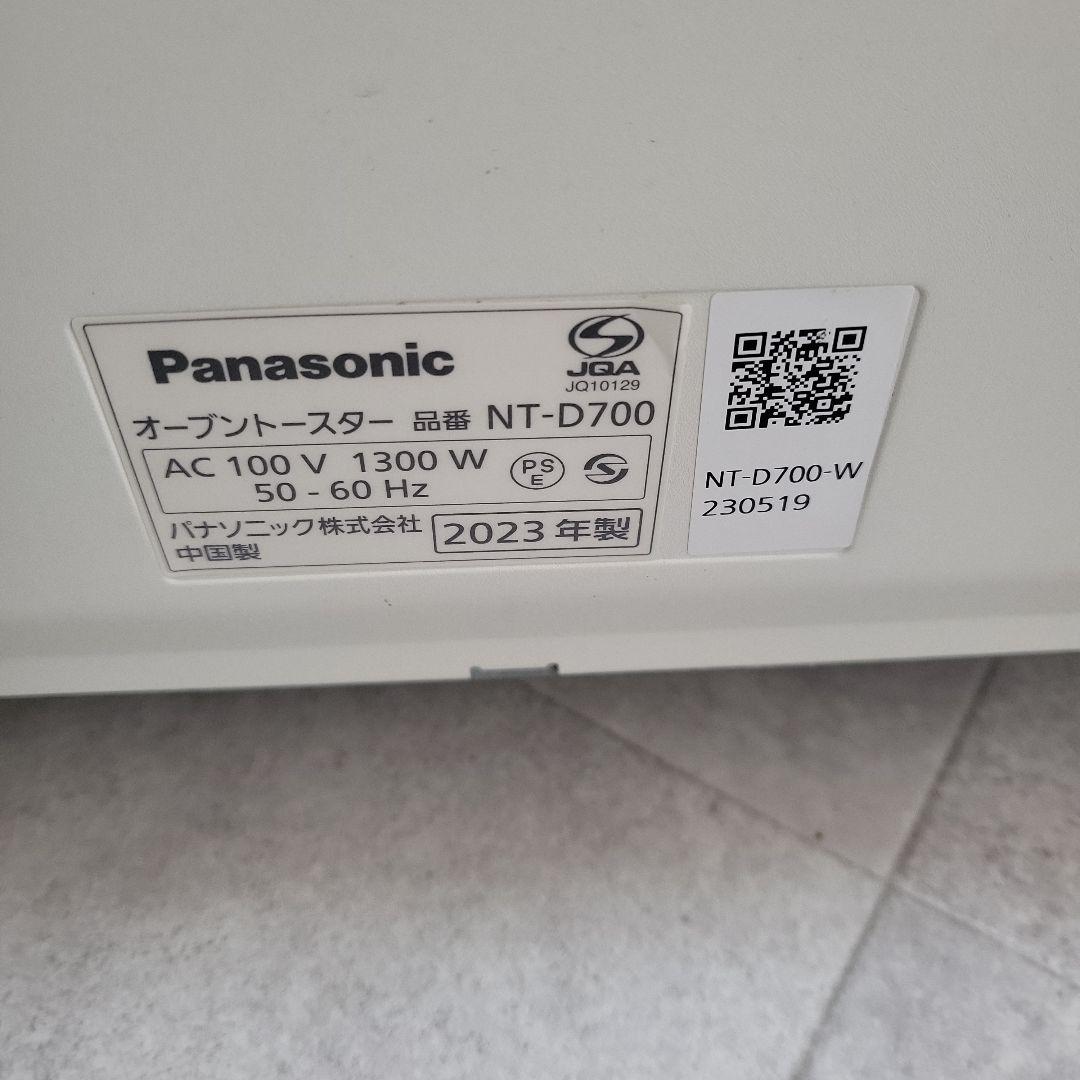 Panasonic
JQA
JQ10129
オーブントースター 品番 NT-D700
AC 100 V 1300 W
50 - 60 Hz
PS
E
パナソニック株式会社
中国製
2023 年製
NT-D700-W
230519